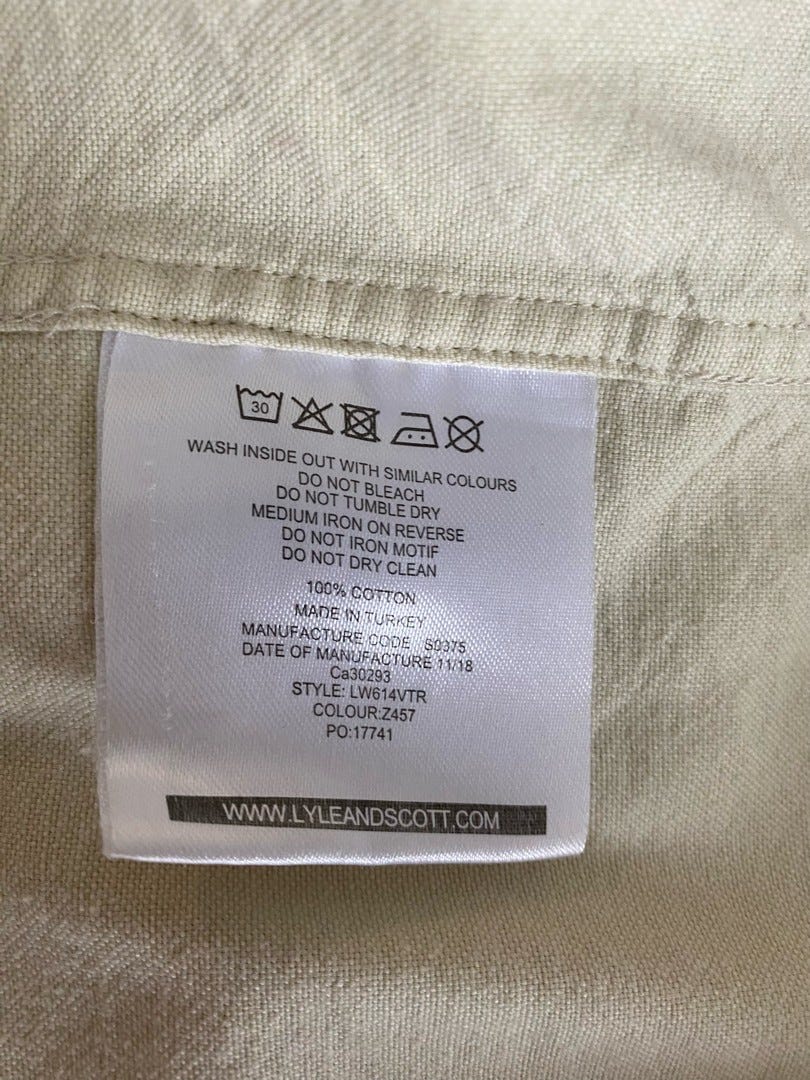 30
WASH INSIDE OUT WITH SIMILAR COLOURS
DO NOT BLEACH
DO NOT TUMBLE DRY
MEDIUM IRON ON REVERSE
DO NOT IRON MOTIF
DO NOT DRY CLEAN
100% COTTON
MADE IN TURKEY
MANUFACTURE CODE S0375
DATE OF MANUFACTURE 11/18
Ca30293
STYLE: LW614VTR
COLOUR:Z457
PO:17741
WWW.LYLEANDSCOTT.COM